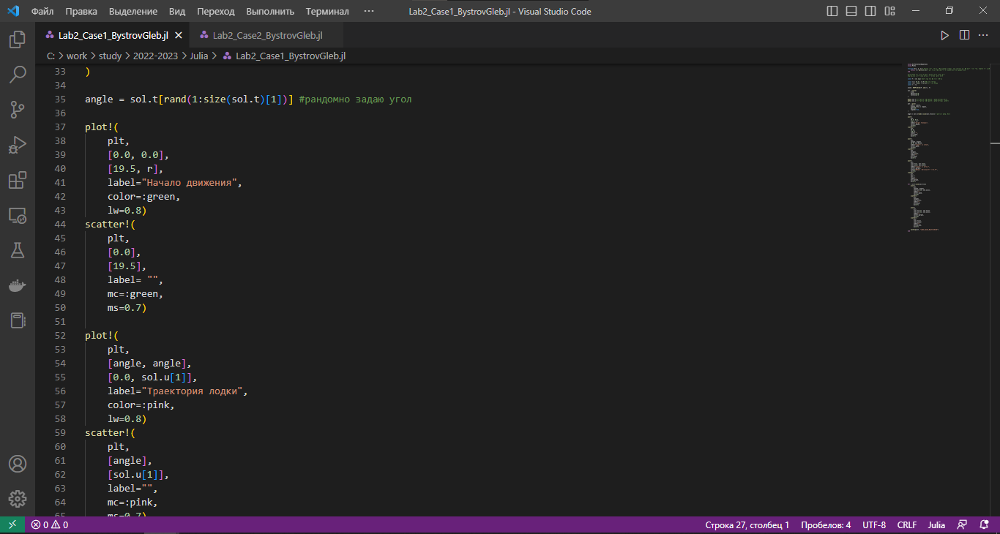 Файл Правка Выделение Вид Переход Выполнить Терминал ··· Lab2_Case1_BystrovGleb.jl - Visual Studio Code
Lab2_Case1_BystrovGleb.jl Lab2_Case2_BystrovGleb.jl
C: > work > study > 2022-2023 > Julia > Lab2_Case1_BystrovGleb.jl
33 )
34
35 angle = sol.t[rand(1:size(sol.t)[1])] #рандомно задаю угол
36
37 plot!(
38     plt,
39     [0.0, 0.0],
40     [19.5, r],
41     label="Начало движения",
42     color=:green,
43     lw=0.8)
44 scatter!(
45     plt,
46     [0.0],
47     [19.5],
48     label= "",
49     mc=:green,
50     ms=0.7)
51
52 plot!(
53     plt,
54     [angle, angle],
55     [0.0, sol.u[1]],
56     label="Траектория лодки",
57     color=:pink,
58     lw=0.8)
59 scatter!(
60     plt,
61     [angle],
62     [sol.u[1]],
63     label="",
64     mc=:pink,
65     ms=0.7)
0 0 Строка 27, столбец 1 Пробелов: 4 UTF-8 CRLF Julia